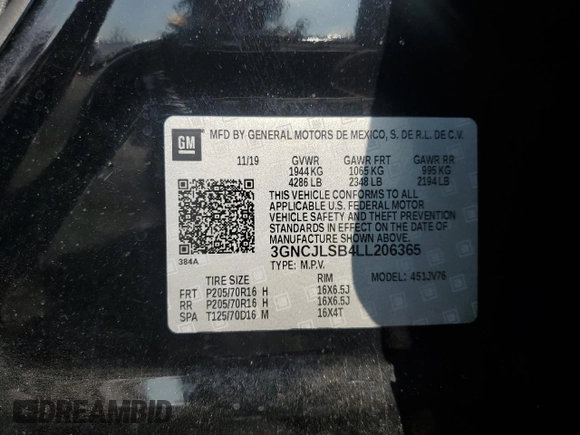 GM
MFD BY GENERAL MOTORS DE MEXICO, S. DE R.L. DE C.V.
11/19 GVWR GAWR FRT GAWR RR
1944 KG 1065 KG 995 KG
4286 LB 2348 LB 2194 LB
THIS VEHICLE CONFORMS TO ALL
APPLICABLE U.S. FEDERAL MOTOR
VEHICLE SAFETY AND THEFT PREVENTION
STANDARDS IN EFFECT ON THE DATE OF
MANUFACTURE SHOWN ABOVE.
384A 3GNCJLSB4LL206365
TYPE: M.P.V. MODEL: 451JV76
TIRE SIZE RIM
FRT P205/70R16 H 16X6.5J
RR P205/70R16 H 16X6.5J
SPA T125/70D16 M 16X4T
DREAMBID